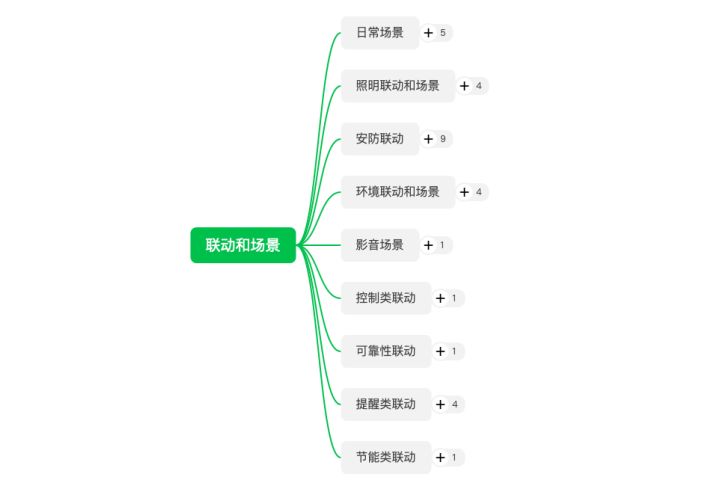 日常场景 + 5
照明联动和场景 + 4
安防联动 + 9
环境联动和场景 + 4
联动和场景
影音场景 + 1
控制类联动 + 1
可靠性联动 + 1
提醒类联动 + 4
节能类联动 + 1